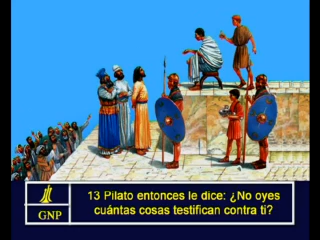 13 Pilato entonces le dice: ¿No oyes
cuántas cosas testifican contra ti?
GNP